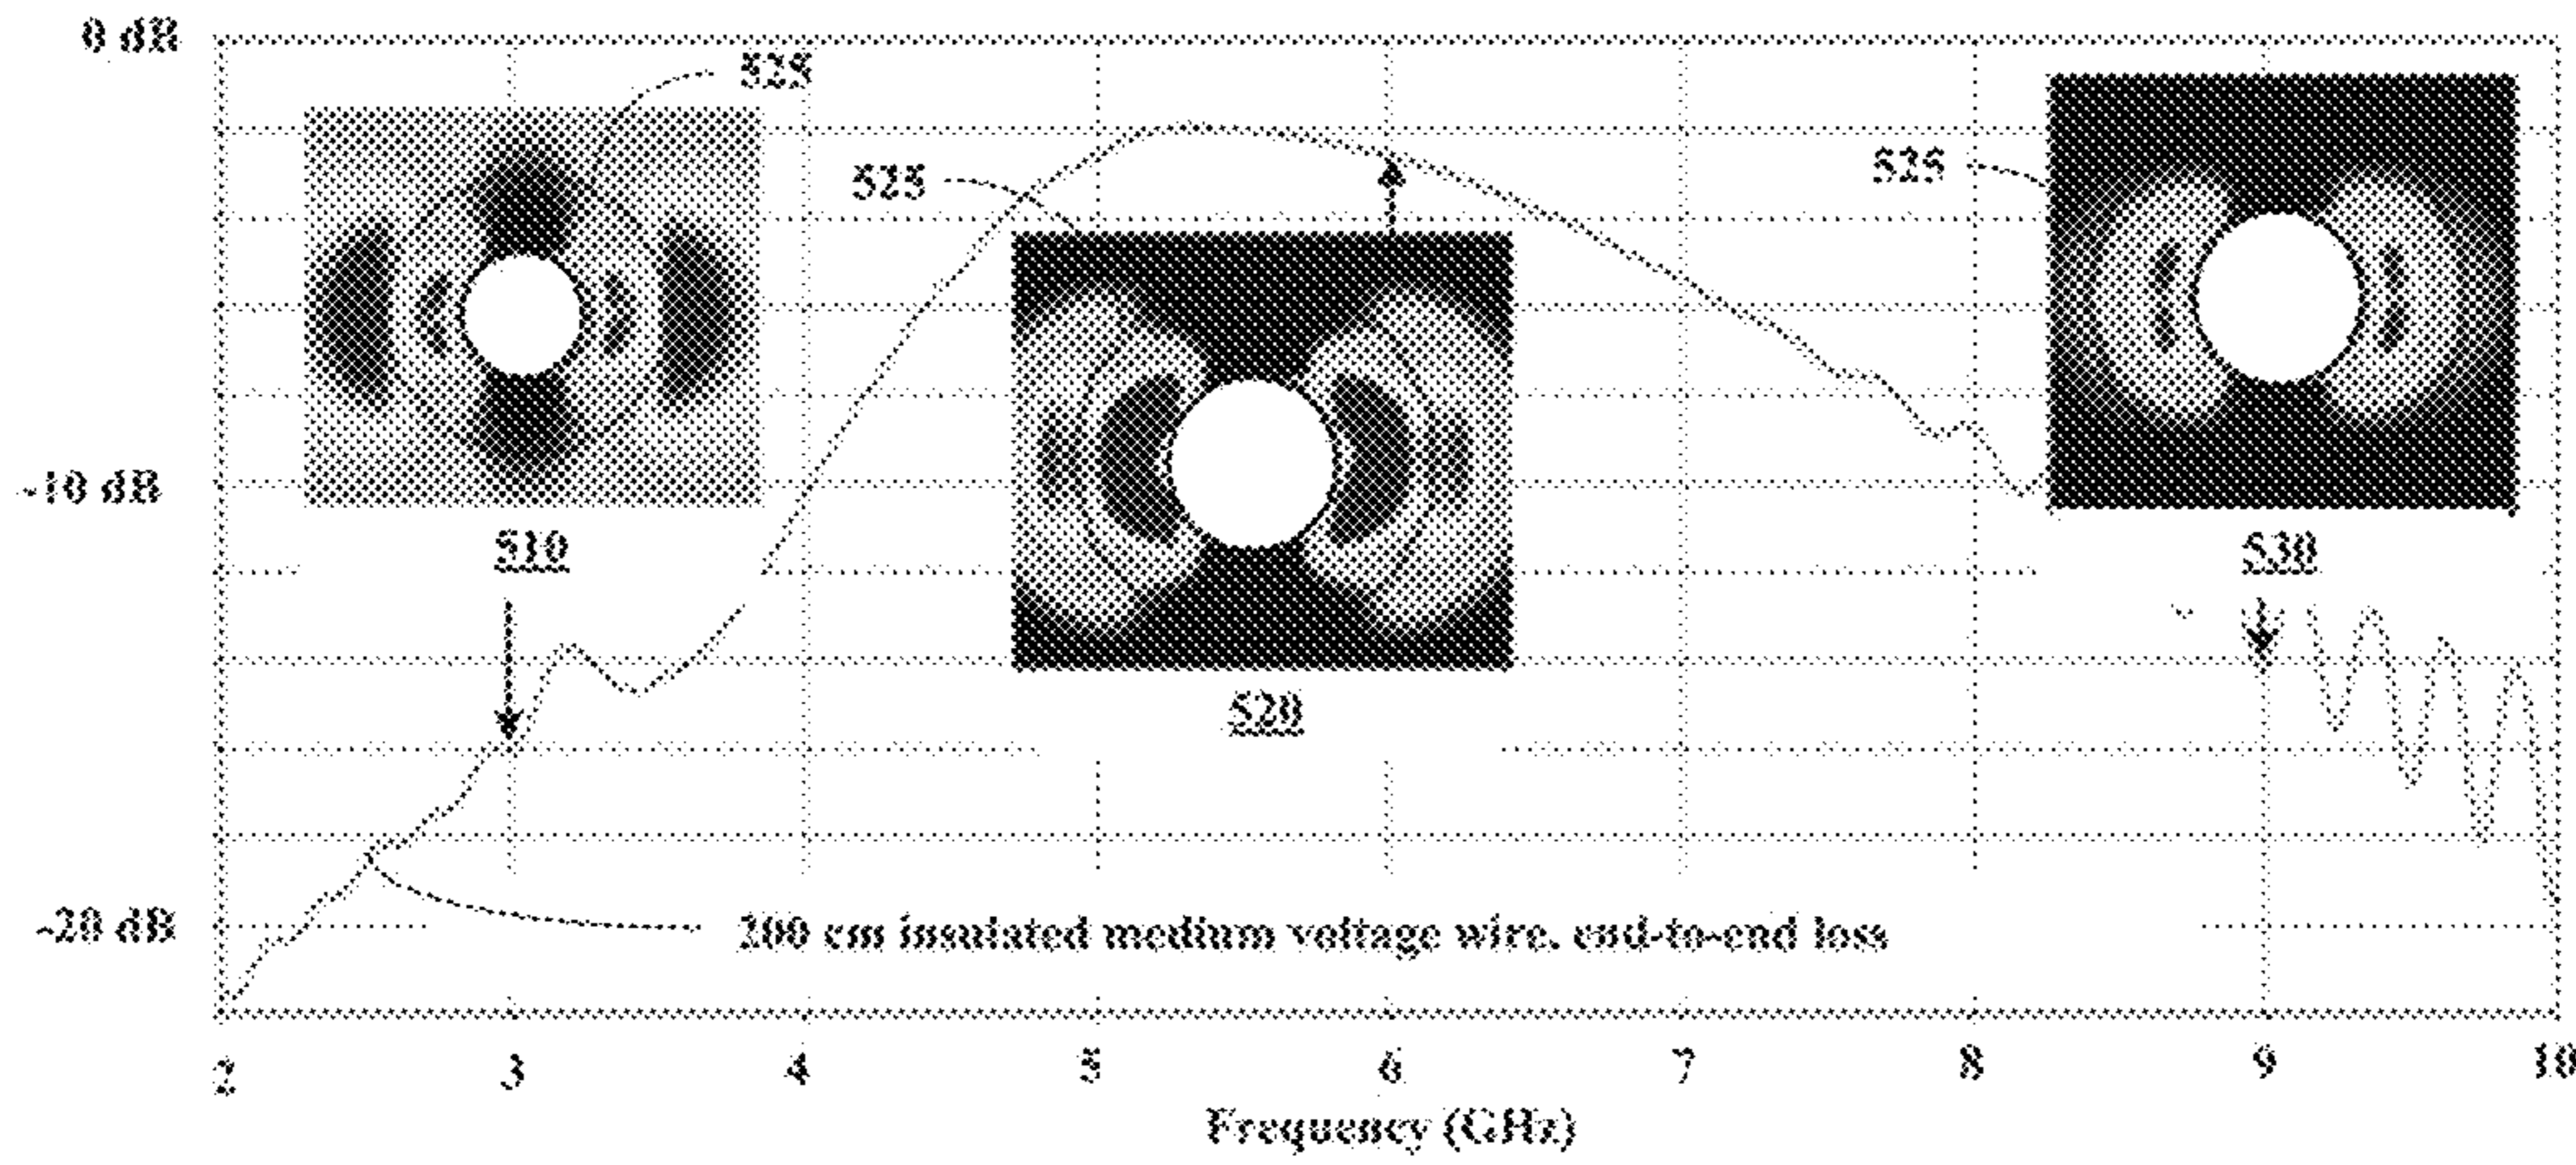 0 dB
525
525
525
-10 dB
510
530
520
-20 dB
200 cm insulated medium voltage wire, end-to-end loss
2 3 4 5 6 7 8 9 10
Frequency (GHz)